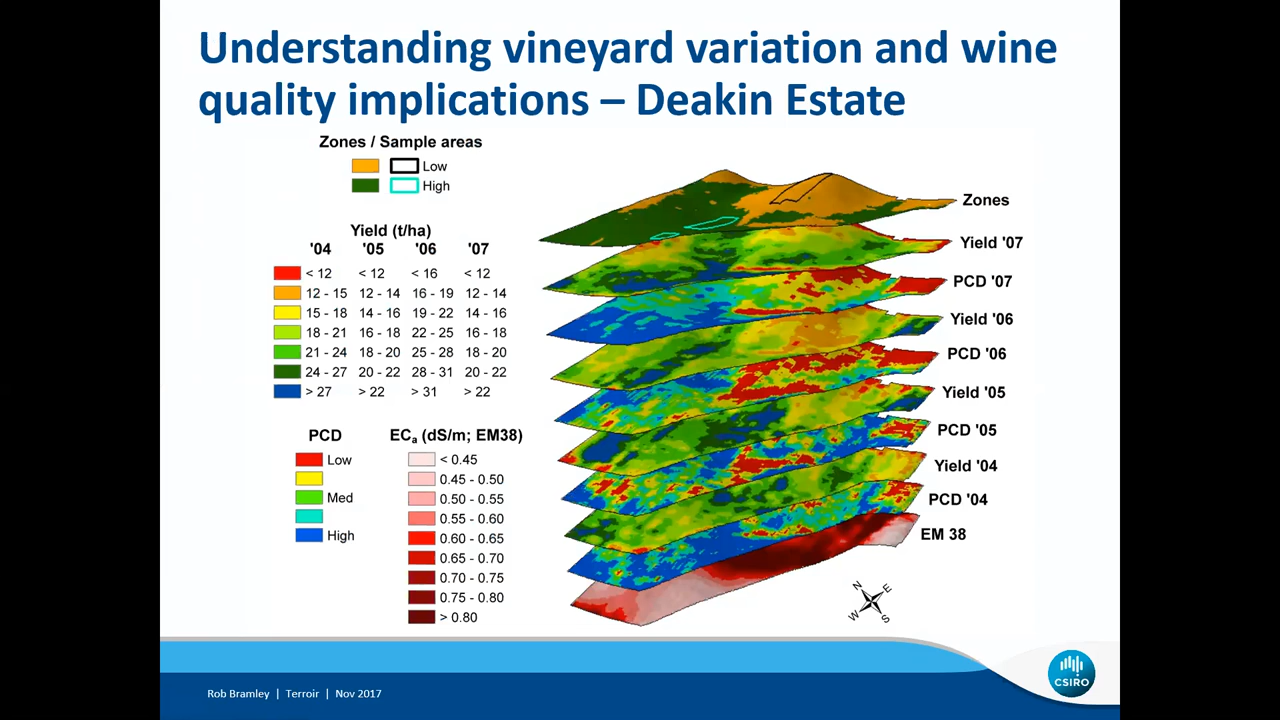 Understanding vineyard variation and wine
quality implications – Deakin Estate
Zones / Sample areas
Low
High
Yield (t/ha)
'04 '05 '06 '07
< 12 < 12 < 16 < 12
12 - 15 12 - 14 16 - 19 12 - 14
15 - 18 14 - 16 19 - 22 14 - 16
18 - 21 16 - 18 22 - 25 16 - 18
21 - 24 18 - 20 25 - 28 18 - 20
24 - 27 20 - 22 28 - 31 20 - 22
> 27 > 22 > 31 > 22
PCD
Low
Med
High
ECa (dS/m; EM38)
< 0.45
0.45 - 0.50
0.50 - 0.55
0.55 - 0.60
0.60 - 0.65
0.65 - 0.70
0.70 - 0.75
0.75 - 0.80
> 0.80
Zones
Yield '07
PCD '07
Yield '06
PCD '06
Yield '05
PCD '05
Yield '04
PCD '04
EM 38
N
E
W
S
Rob Bramley | Terroir | Nov 2017
CSIRO